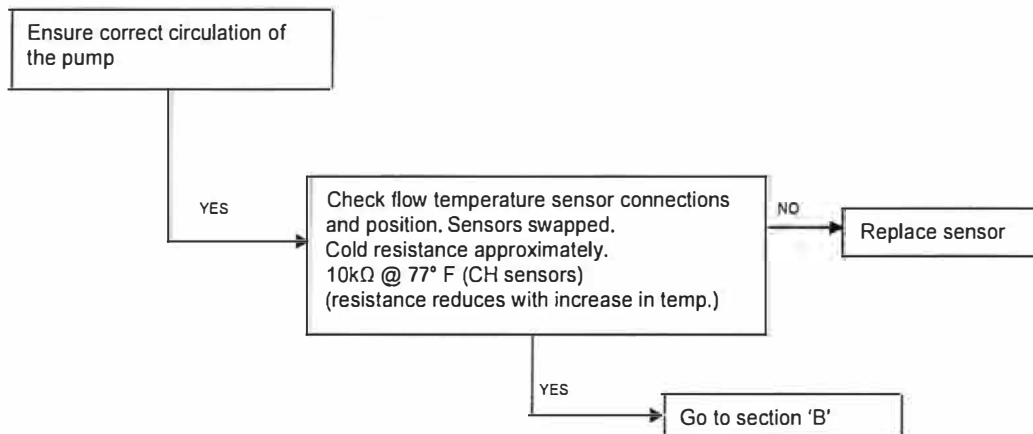 Ensure correct circulation of
the pump
YES
Check flow temperature sensor connections
and position. Sensors swapped.
Cold resistance approximately.
10kΩ @ 77° F (CH sensors)
(resistance reduces with increase in temp.)
NO
Replace sensor
YES
Go to section 'B'